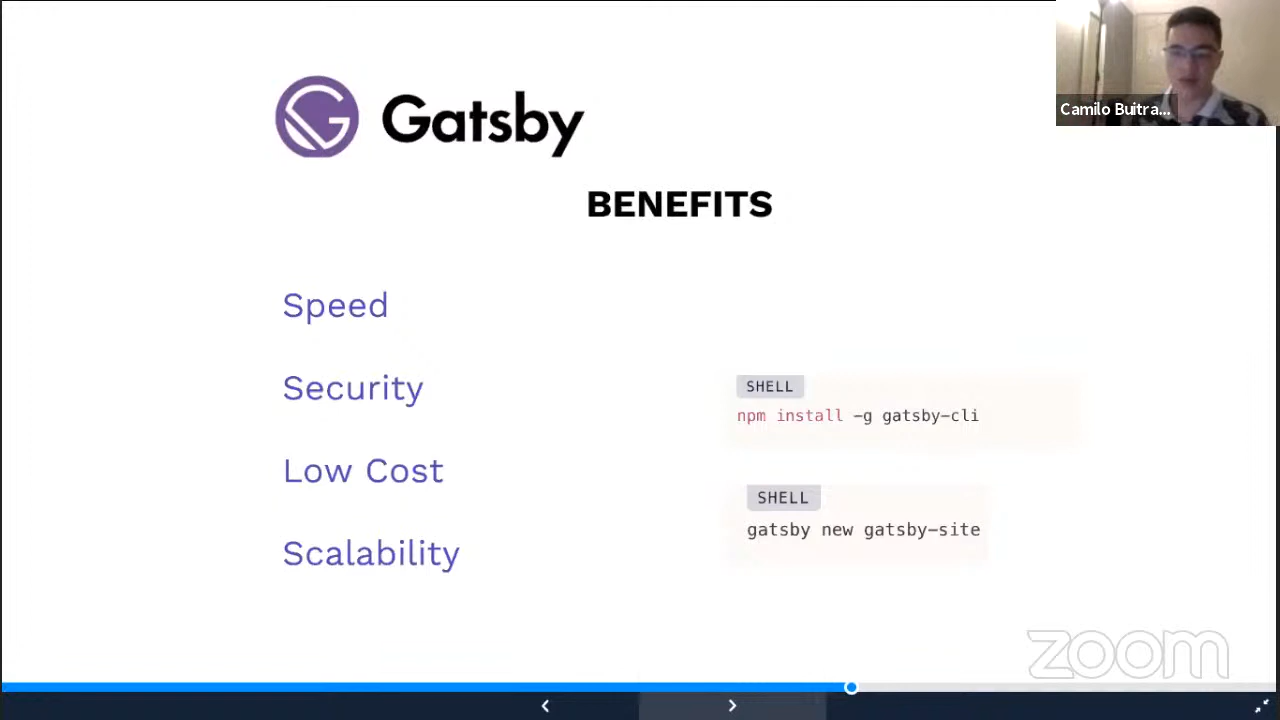 Gatsby
Camilo Buitra...
BENEFITS
Speed
Security
Low Cost
Scalability
SHELL
npm install -g gatsby-cli
SHELL
gatsby new gatsby-site
zoom